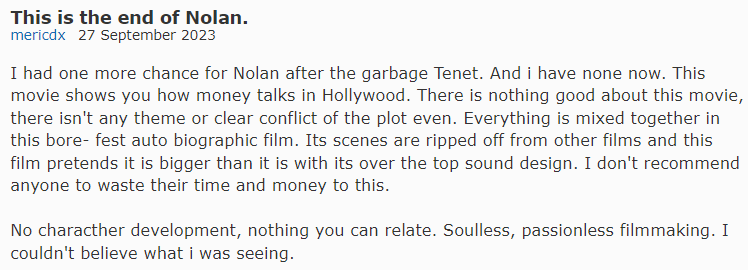 This is the end of Nolan.
mericdx 27 September 2023
I had one more chance for Nolan after the garbage Tenet. And i have none now. This
movie shows you how money talks in Hollywood. There is nothing good about this movie,
there isn't any theme or clear conflict of the plot even. Everything is mixed together in
this bore- fest auto biographic film. Its scenes are ripped off from other films and this
film pretends it is bigger than it is with its over the top sound design. I don't recommend
anyone to waste their time and money to this.
No characther development, nothing you can relate. Soulless, passionless filmmaking. I
couldn't believe what i was seeing.